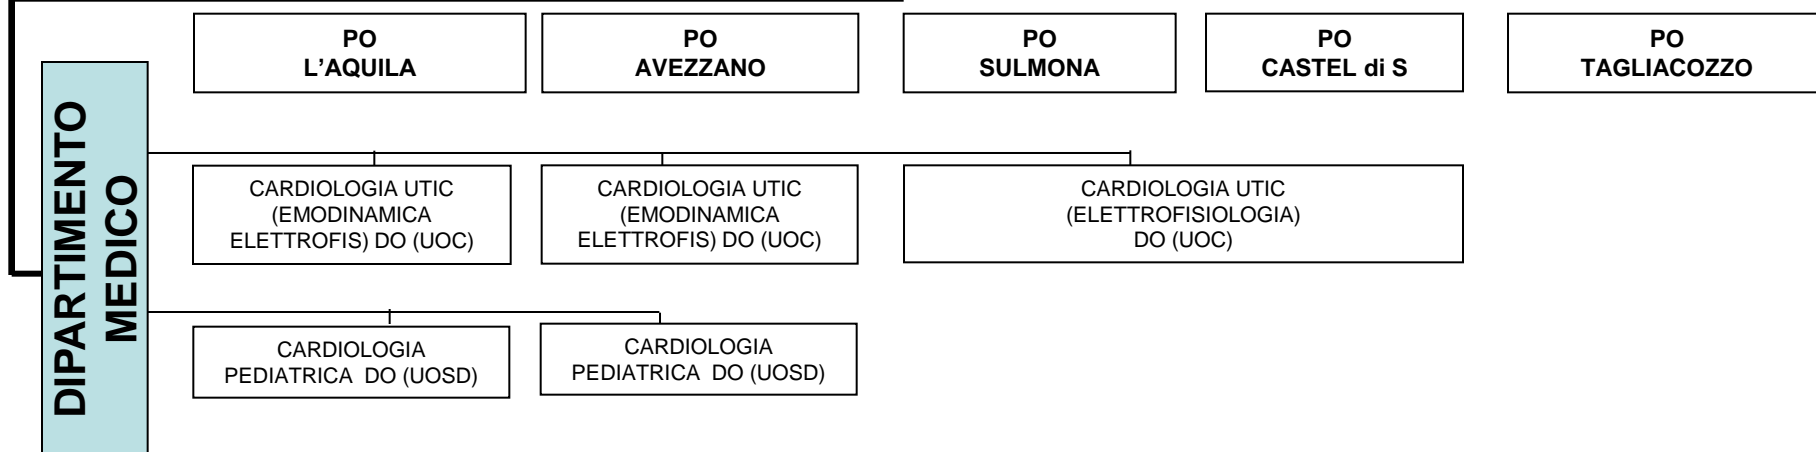 PO
L'AQUILA
PO
AVEZZANO
PO
SULMONA
PO
CASTEL di S
PO
TAGLIACOZZO
DIPARTIMENTO
MEDICO
CARDIOLOGIA UTIC
(EMODINAMICA
ELETTROFIS) DO (UOC)
CARDIOLOGIA UTIC
(EMODINAMICA
ELETTROFIS) DO (UOC)
CARDIOLOGIA UTIC
(ELETTROFISIOLOGIA)
DO (UOC)
CARDIOLOGIA
PEDIATRICA DO (UOSD)
CARDIOLOGIA
PEDIATRICA DO (UOSD)